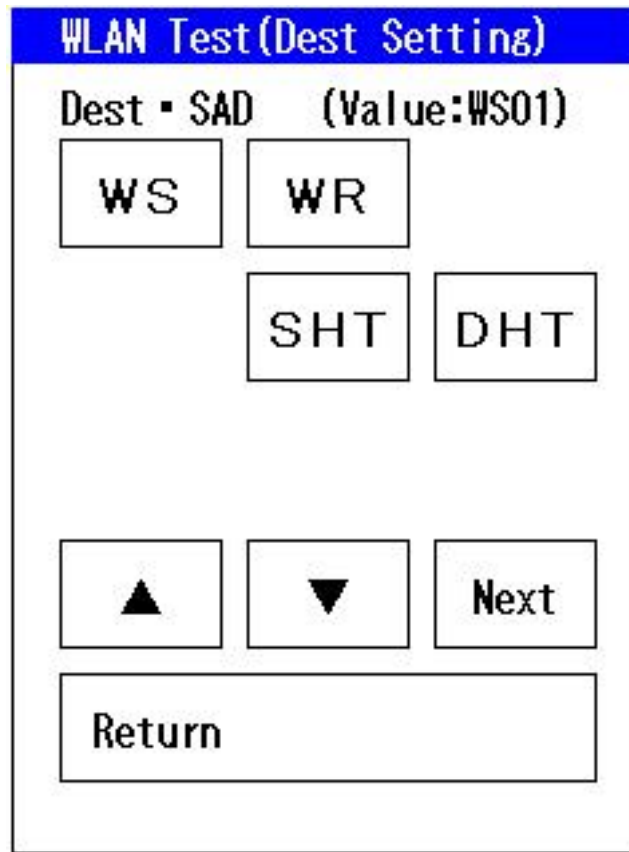 WLAN Test(Dest Setting)
Dest・SAD (Value:WS01)
WS WR
SHT DHT
▲ ▼ Next
Return